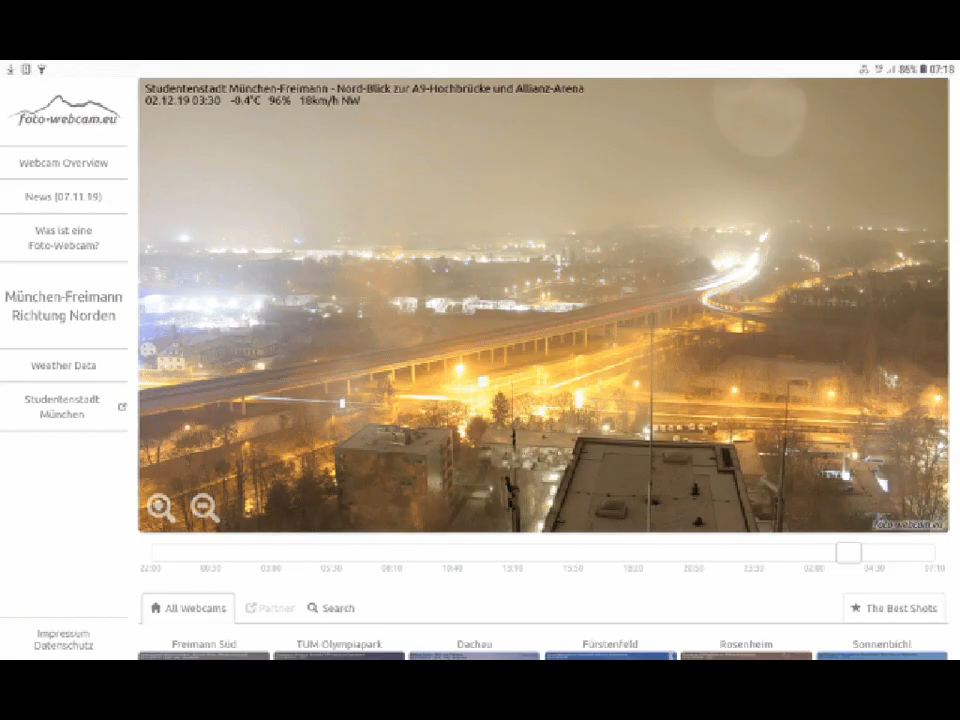 86% 07:18
foto-webcam.eu
Studentenstadt München-Freimann - Nord-Blick zur A9-Hochbrücke und Allianz-Arena
02.12.19 03:30 -0.4°C 96% 18km/h NW
Webcam Overview
News (07.11.19)
Was ist eine
Foto-Webcam?
München-Freimann
Richtung Norden
Weather Data
Studentenstadt
München
foto-webcam.eu
22:00 00:30 03:00 05:30 08:10 10:40 13:10 15:50 18:20 20:50 23:30 02:00 04:30 07:10
All Webcams Partner Search The Best Shots
Impressum
Datenschutz
Freimann Süd TUM-Olympiapark Dachau Fürstenfeld Rosenheim Sonnenbichl